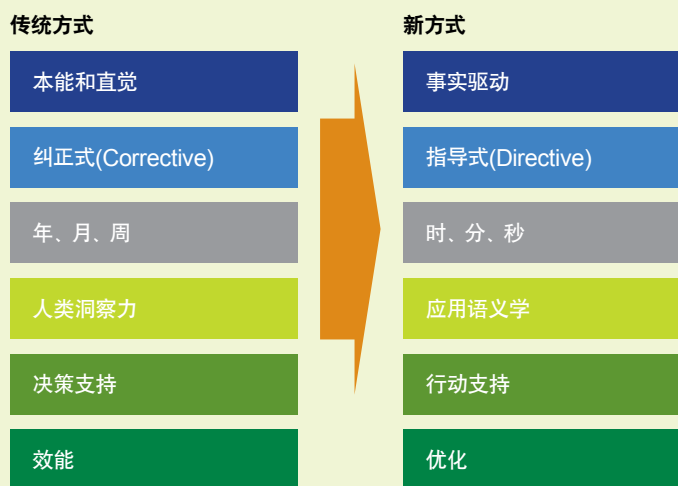 传统方式
本能和直觉
纠正式(Corrective)
年、月、周
人类洞察力
决策支持
效能
新方式
事实驱动
指导式(Directive)
时、分、秒
应用语义学
行动支持
优化